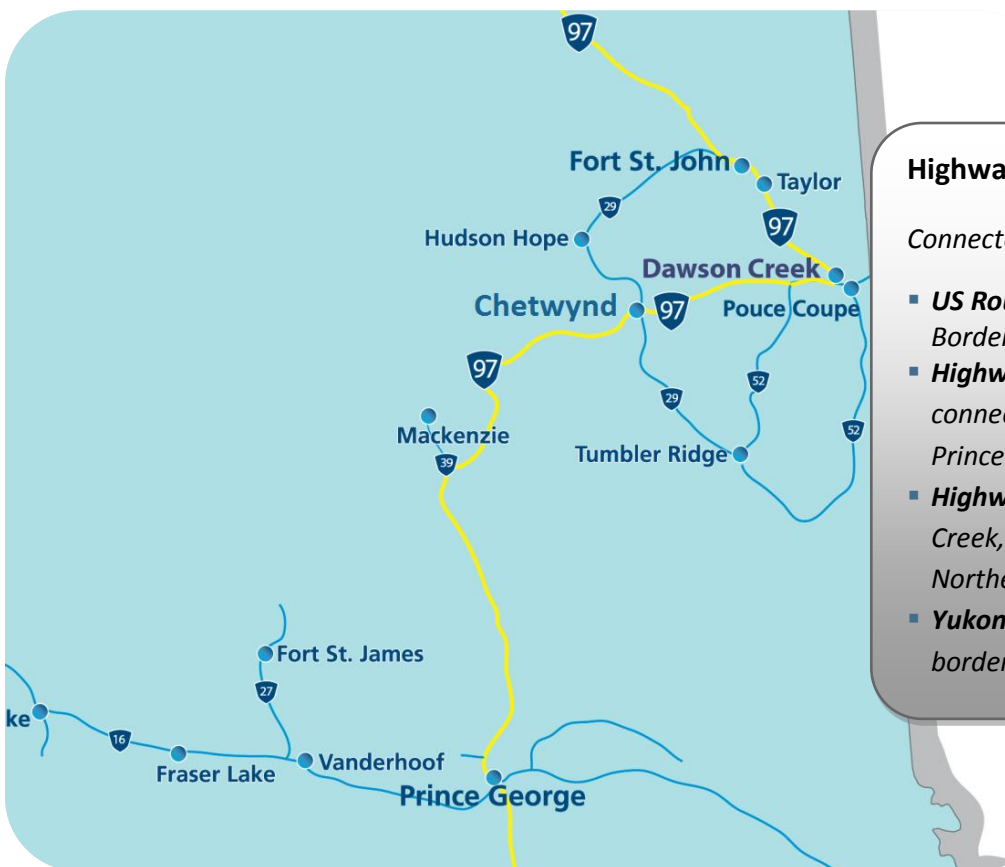 97
Fort St. John
Taylor
29
97
Hudson Hope
Dawson Creek
Chetwynd
97
Pouce Coupe
97
52
29
52
Mackenzie
39
Tumbler Ridge
Fort St. James
27
ke
16
Vanderhoof
Fraser Lake
Prince George
Highwa
Connect
▪ US Rou
Border
▪ Highw
connec
Prince
▪ Highw
Creek,
Northe
▪ Yukon
border